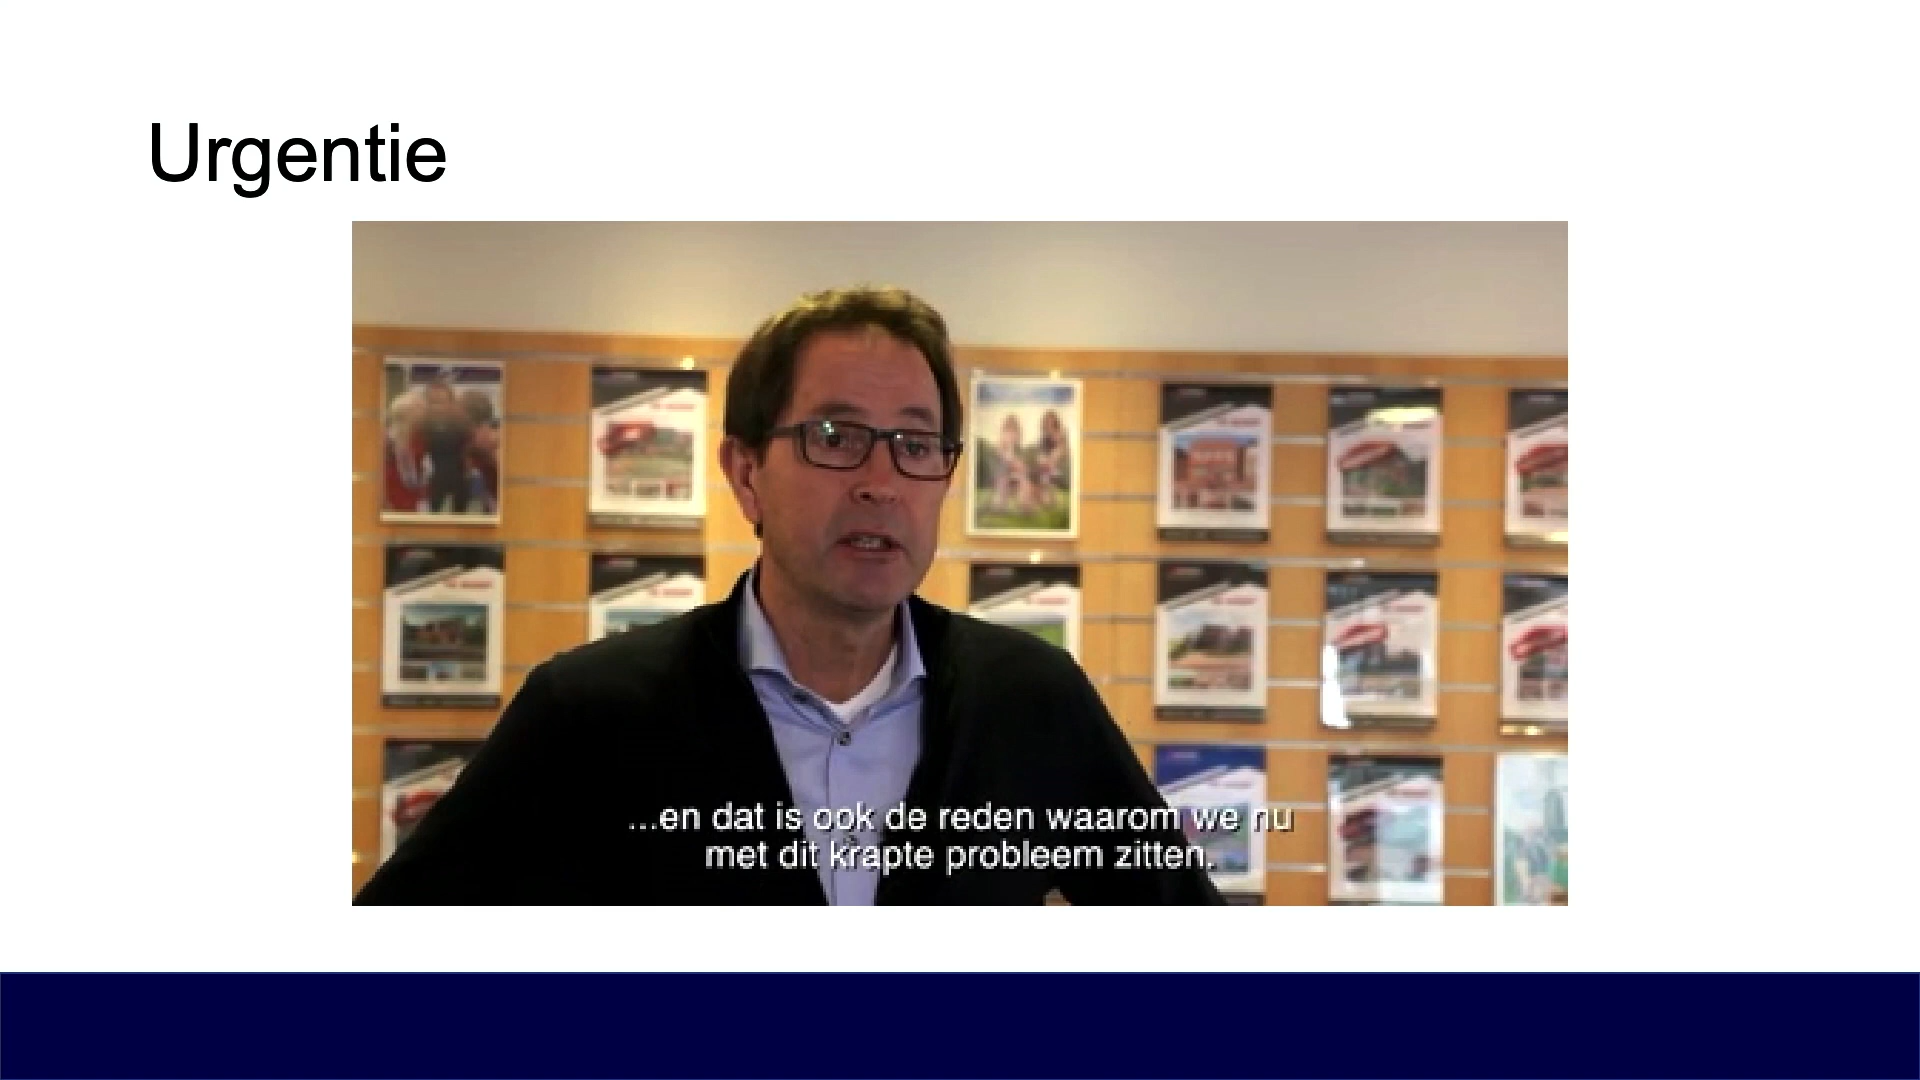 Urgentie
...en dat is ook de reden waarom we nu
met dit krapte probleem zitten.